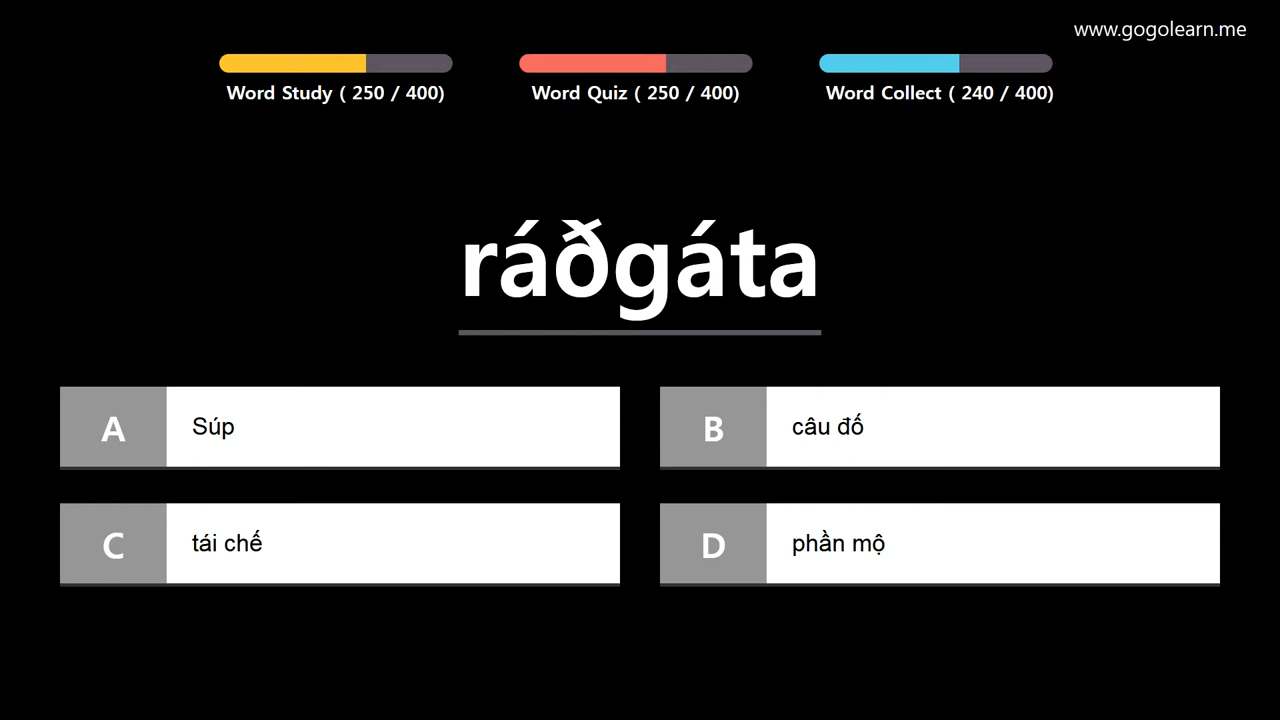 www.gogolearn.me
Word Study ( 250 / 400)
Word Quiz ( 250 / 400)
Word Collect ( 240 / 400)
ráðgáta
A Súp
B câu đố
C tái chế
D phần mộ